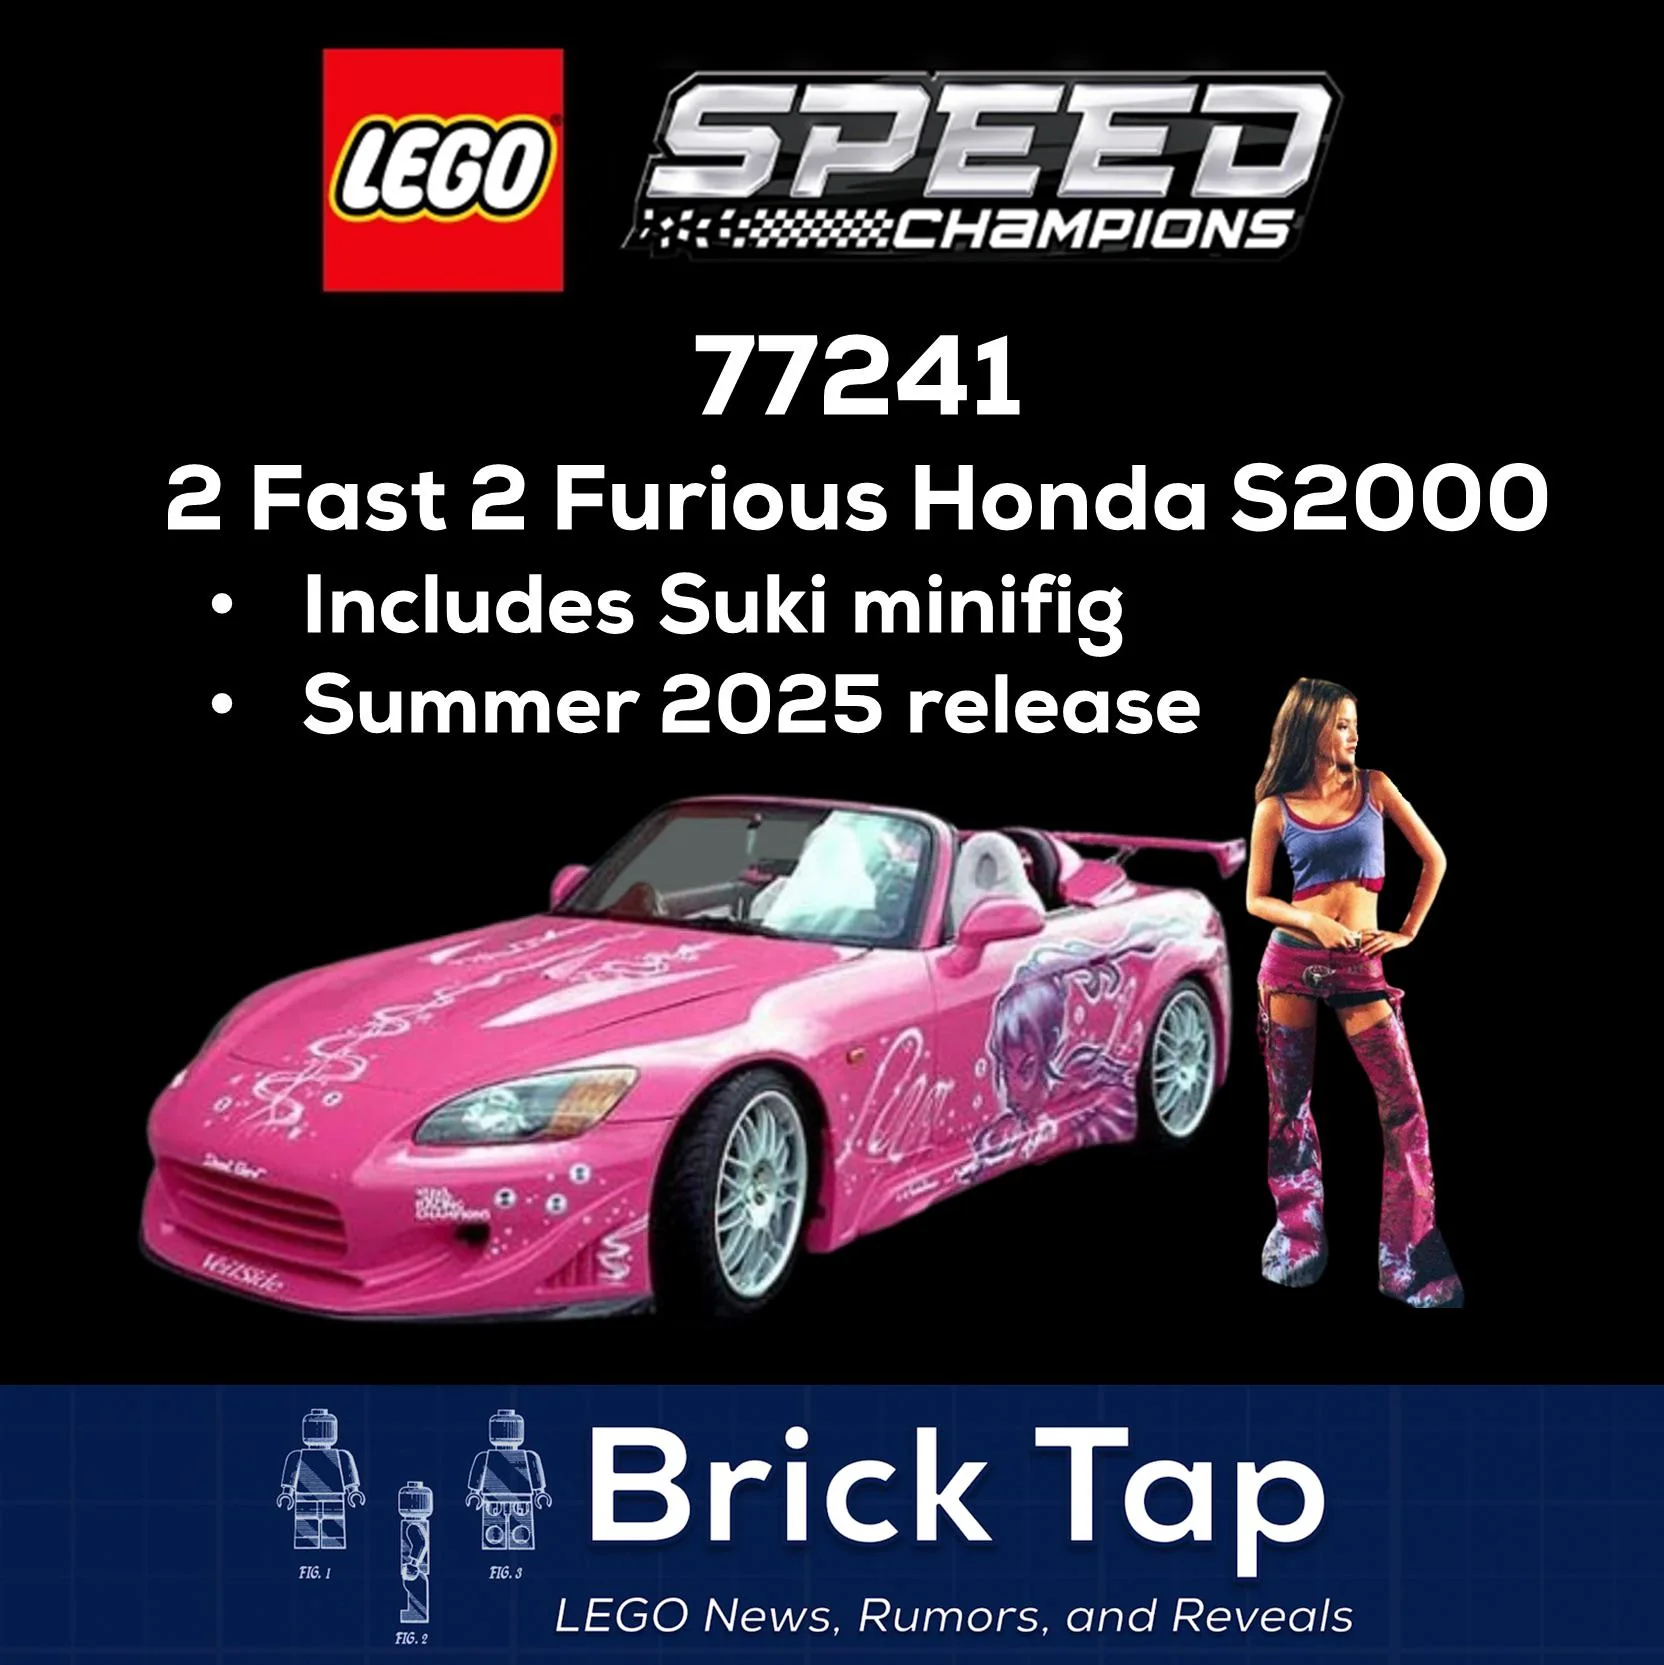 LEGO
SPEED
CHAMPIONS
77241
2 Fast 2 Furious Honda S2000
• Includes Suki minifig
• Summer 2025 release
VeilSide
Brick Tap
FIG. 1
FIG. 3
FIG. 2
LEGO News, Rumors, and Reveals